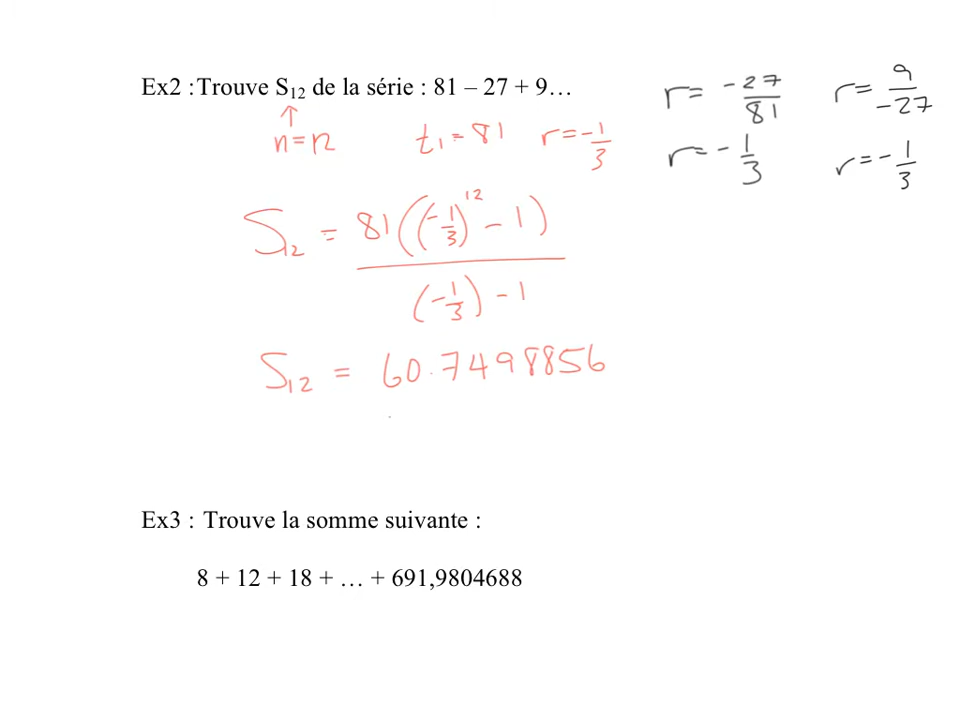 Ex2 : Trouve S₁₂ de la série : 81 – 27 + 9…
↑
n = 12 t₁ = 81 r = -1/3
r = -27/81 r = 9/-27
r = -1/3 r = -1/3
S₁₂ = 81((-1/3)¹² - 1)
(-1/3) - 1
S₁₂ = 60.7498856
Ex3 : Trouve la somme suivante :
8 + 12 + 18 + … + 691,9804688